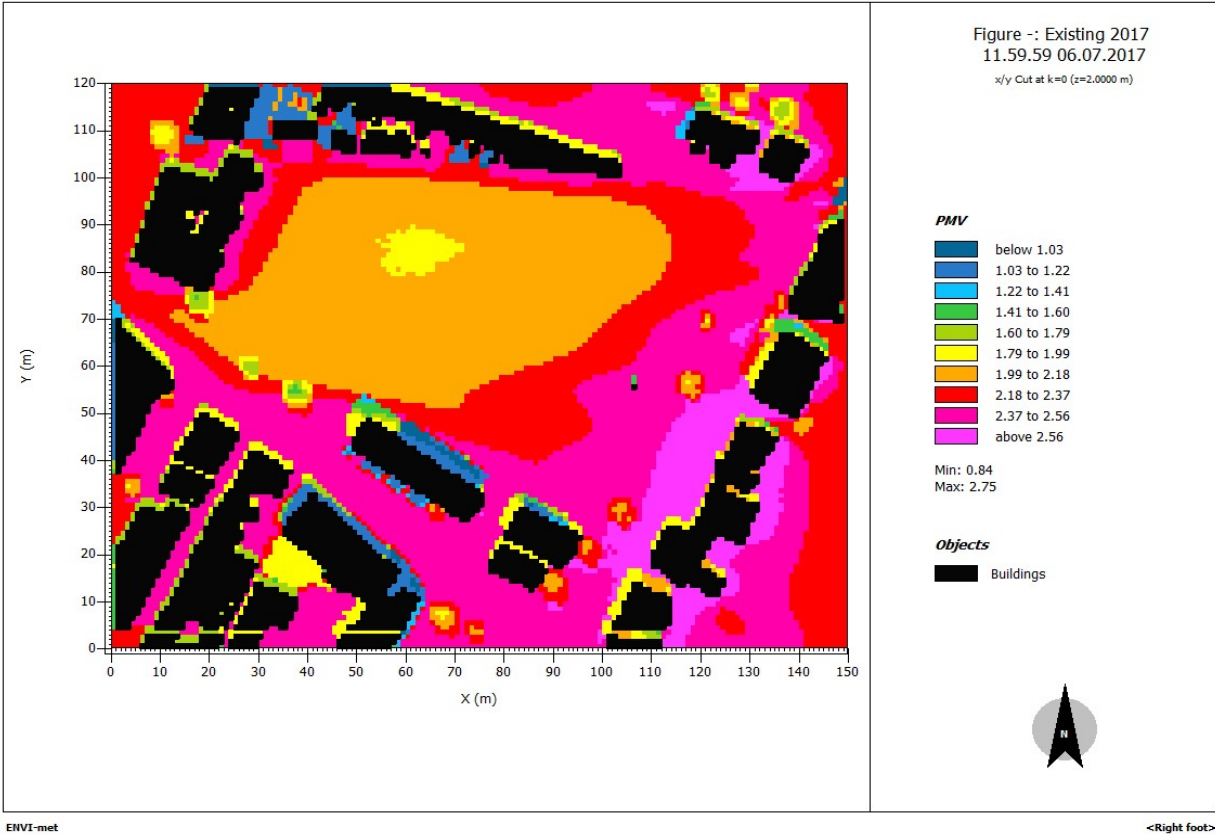 Figure -: Existing 2017
11.59.59 06.07.2017
x/y Cut at k=0 (z=2.0000 m)
120
110
100
90
80
70
60
50
40
30
20
10
0
Y (m)
0 10 20 30 40 50 60 70 80 90 100 110 120 130 140 150
X (m)
PMV
below 1.03
1.03 to 1.22
1.22 to 1.41
1.41 to 1.60
1.60 to 1.79
1.79 to 1.99
1.99 to 2.18
2.18 to 2.37
2.37 to 2.56
above 2.56
Min: 0.84
Max: 2.75
Objects
Buildings
N
ENVI-met
<Right foot>